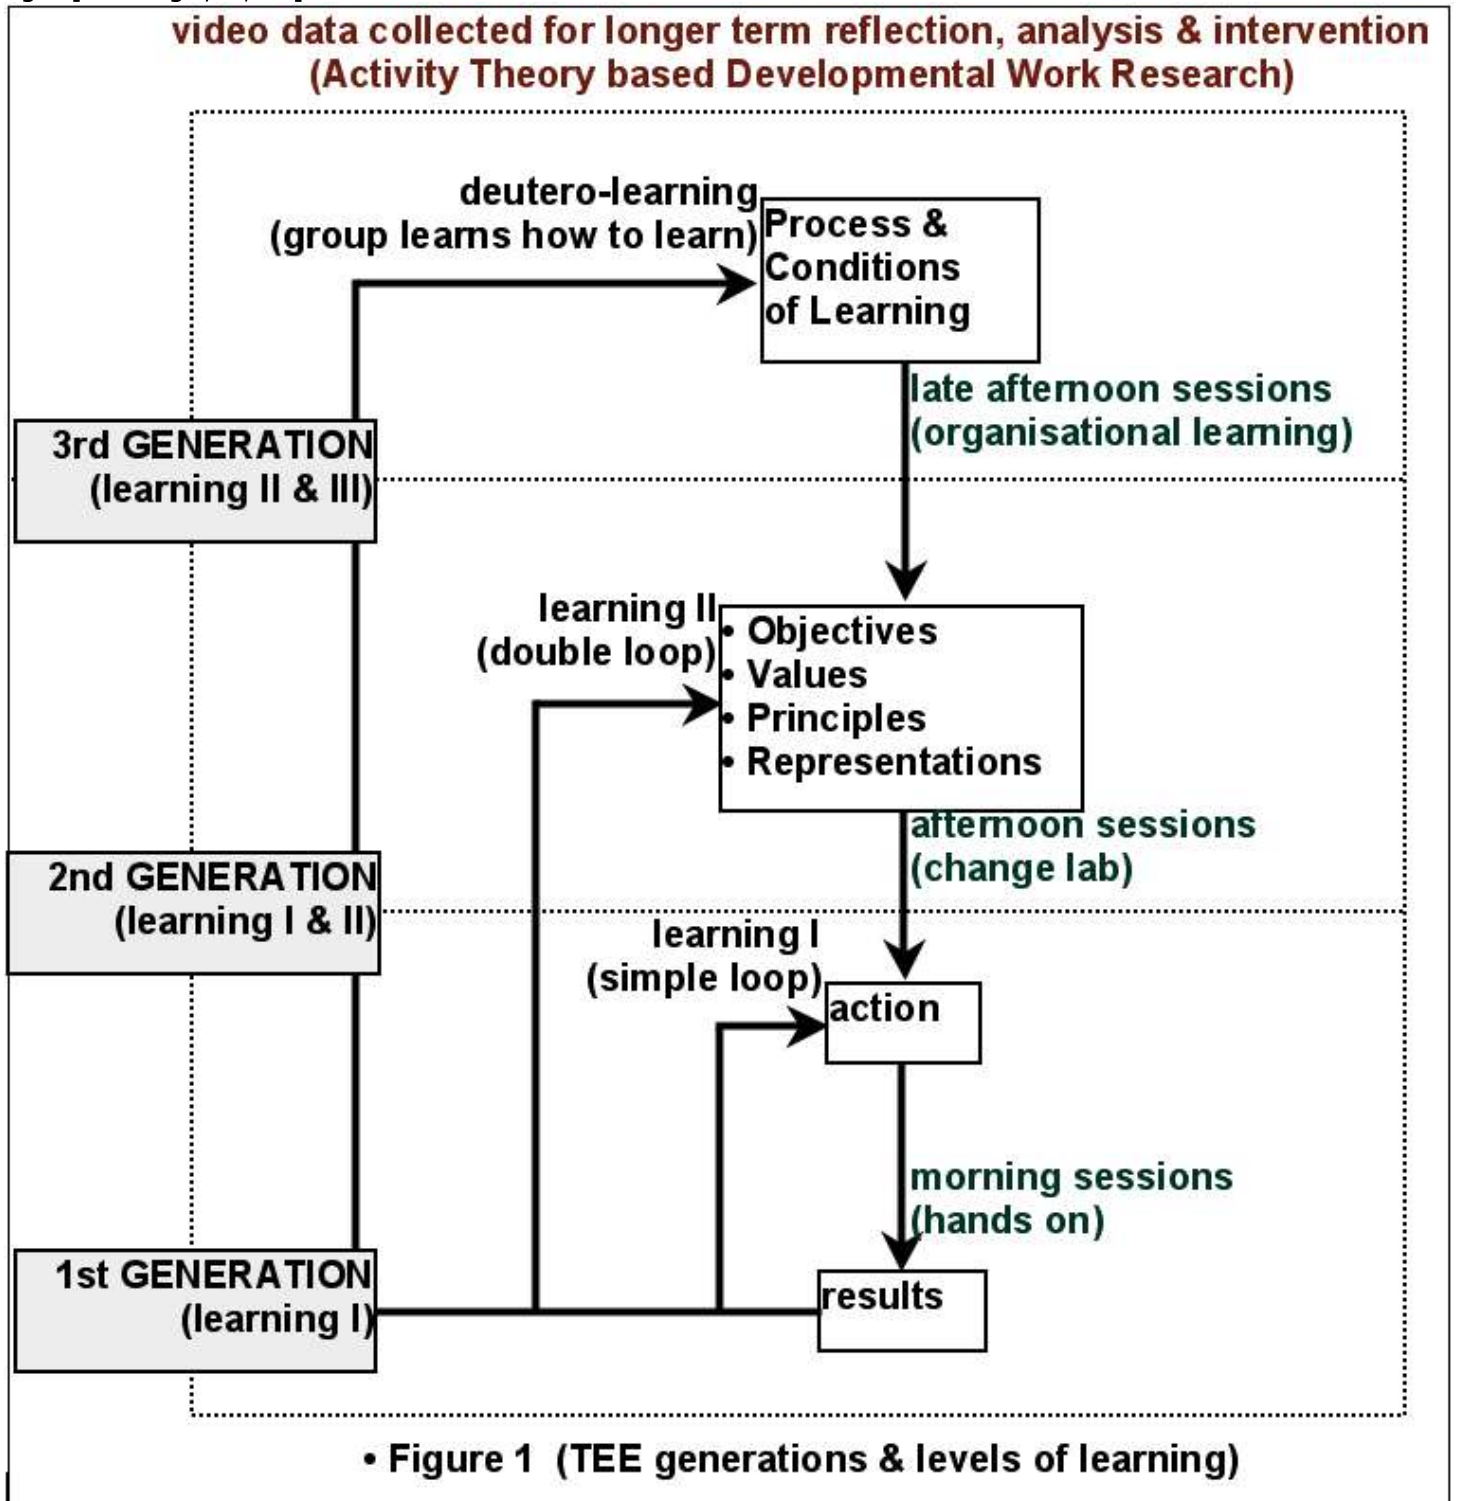 video data collected for longer term reflection, analysis & intervention
(Activity Theory based Developmental Work Research)
deutero-learning
(group learns how to learn)
Process &
Conditions
of Learning
late afternoon sessions
(organisational learning)
3rd GENERATION
(learning II & III)
learning II
(double loop)
• Objectives
• Values
• Principles
• Representations
afternoon sessions
(change lab)
2nd GENERATION
(learning I & II)
learning I
(simple loop)
action
morning sessions
(hands on)
1st GENERATION
(learning I)
results
• Figure 1 (TEE generations & levels of learning)